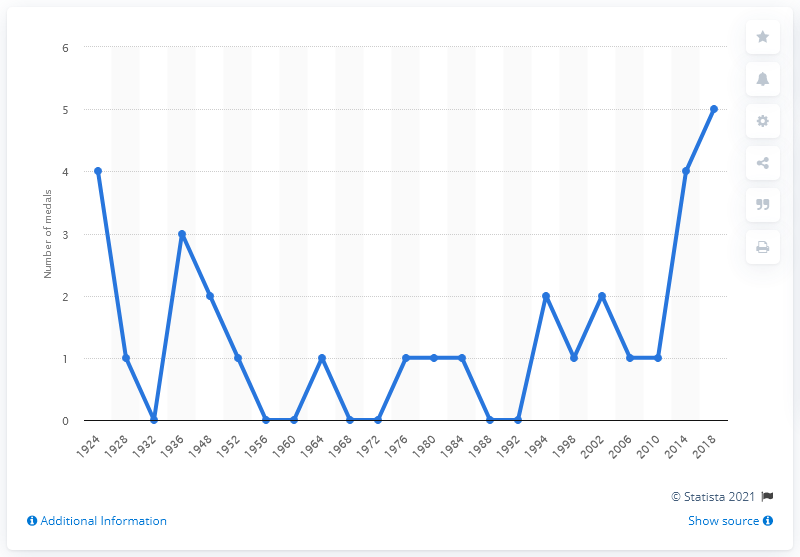 6
5
4
3
2
1
0
Number of medals
1924 1928 1932 1936 1948 1952 1956 1960 1964 1968 1972 1976 1980 1984 1988 1992 1994 1998 2002 2006 2010 2014 2018
© Statista 2021
Additional Information
Show source